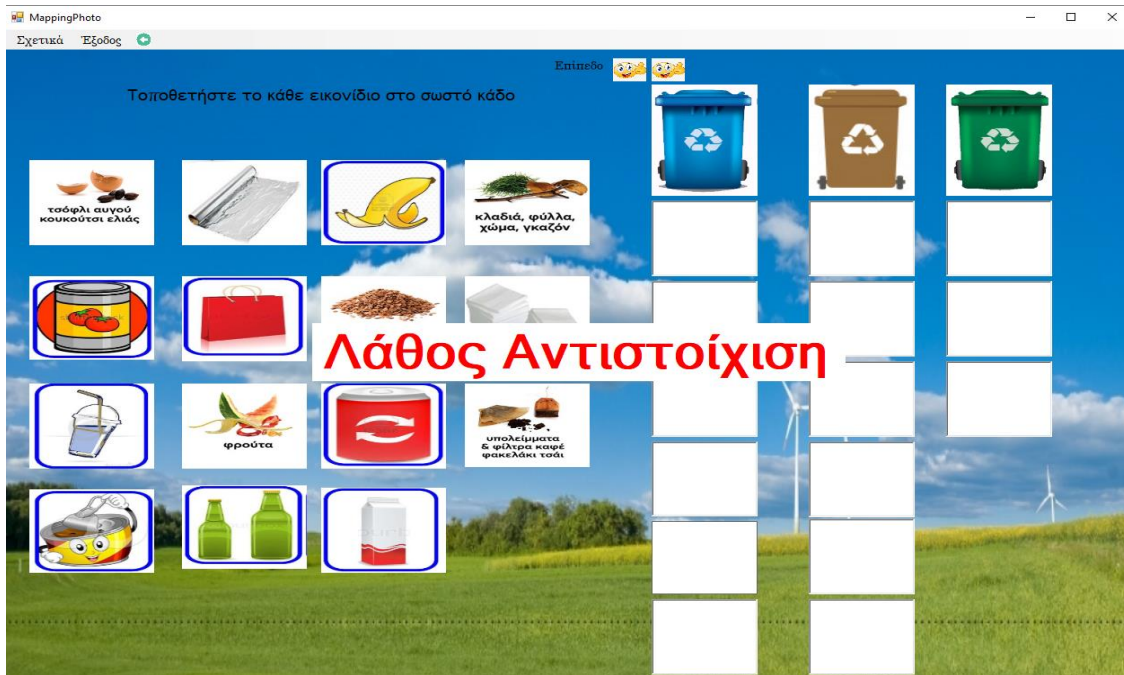 MappingPhoto
Σχετικά Έξοδος
Επίπεδο
Τοποθετήστε το κάθε εικονίδιο στο σωστό κάδο
τσόφλι αυγού
κουκούτσι ελιάς
κλαδιά, φύλλα,
χώμα, γκαζόν
Λάθος Αντιστοίχιση
φρούτα
υπολείμματα
& φίλτρα καφέ
φακελάκι τσάι